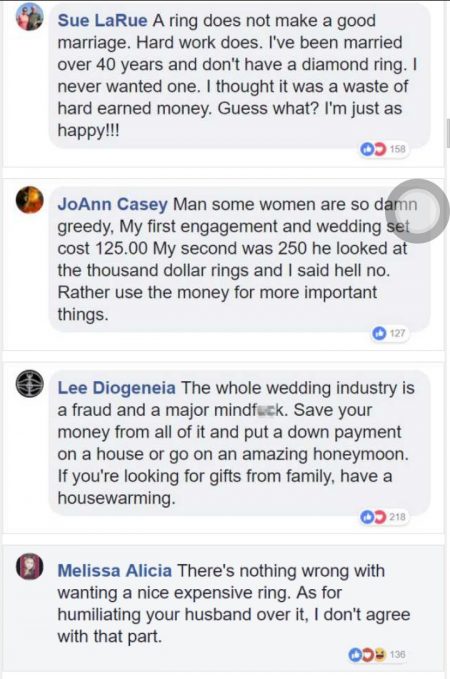 Sue LaRue A ring does not make a good
marriage. Hard work does. I've been married
over 40 years and don't have a diamond ring. I
never wanted one. I thought it was a waste of
hard earned money. Guess what? I'm just as
happy!!!
158
JoAnn Casey Man some women are so damn
greedy, My first engagement and wedding set
cost 125.00 My second was 250 he looked at
the thousand dollar rings and I said hell no.
Rather use the money for more important
things.
127
Lee Diogeneia The whole wedding industry is
a fraud and a major mindf k. Save your
money from all of it and put a down payment
on a house or go on an amazing honeymoon.
If you're looking for gifts from family, have a
housewarming.
218
Melissa Alicia There's nothing wrong with
wanting a nice expensive ring. As for
humiliating your husband over it, I don't agree
with that part.
136